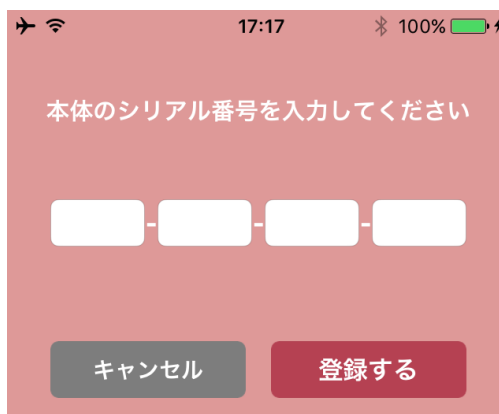 17:17
100%
本体のシリアル番号を入力してください
- - -
キャンセル
登録する